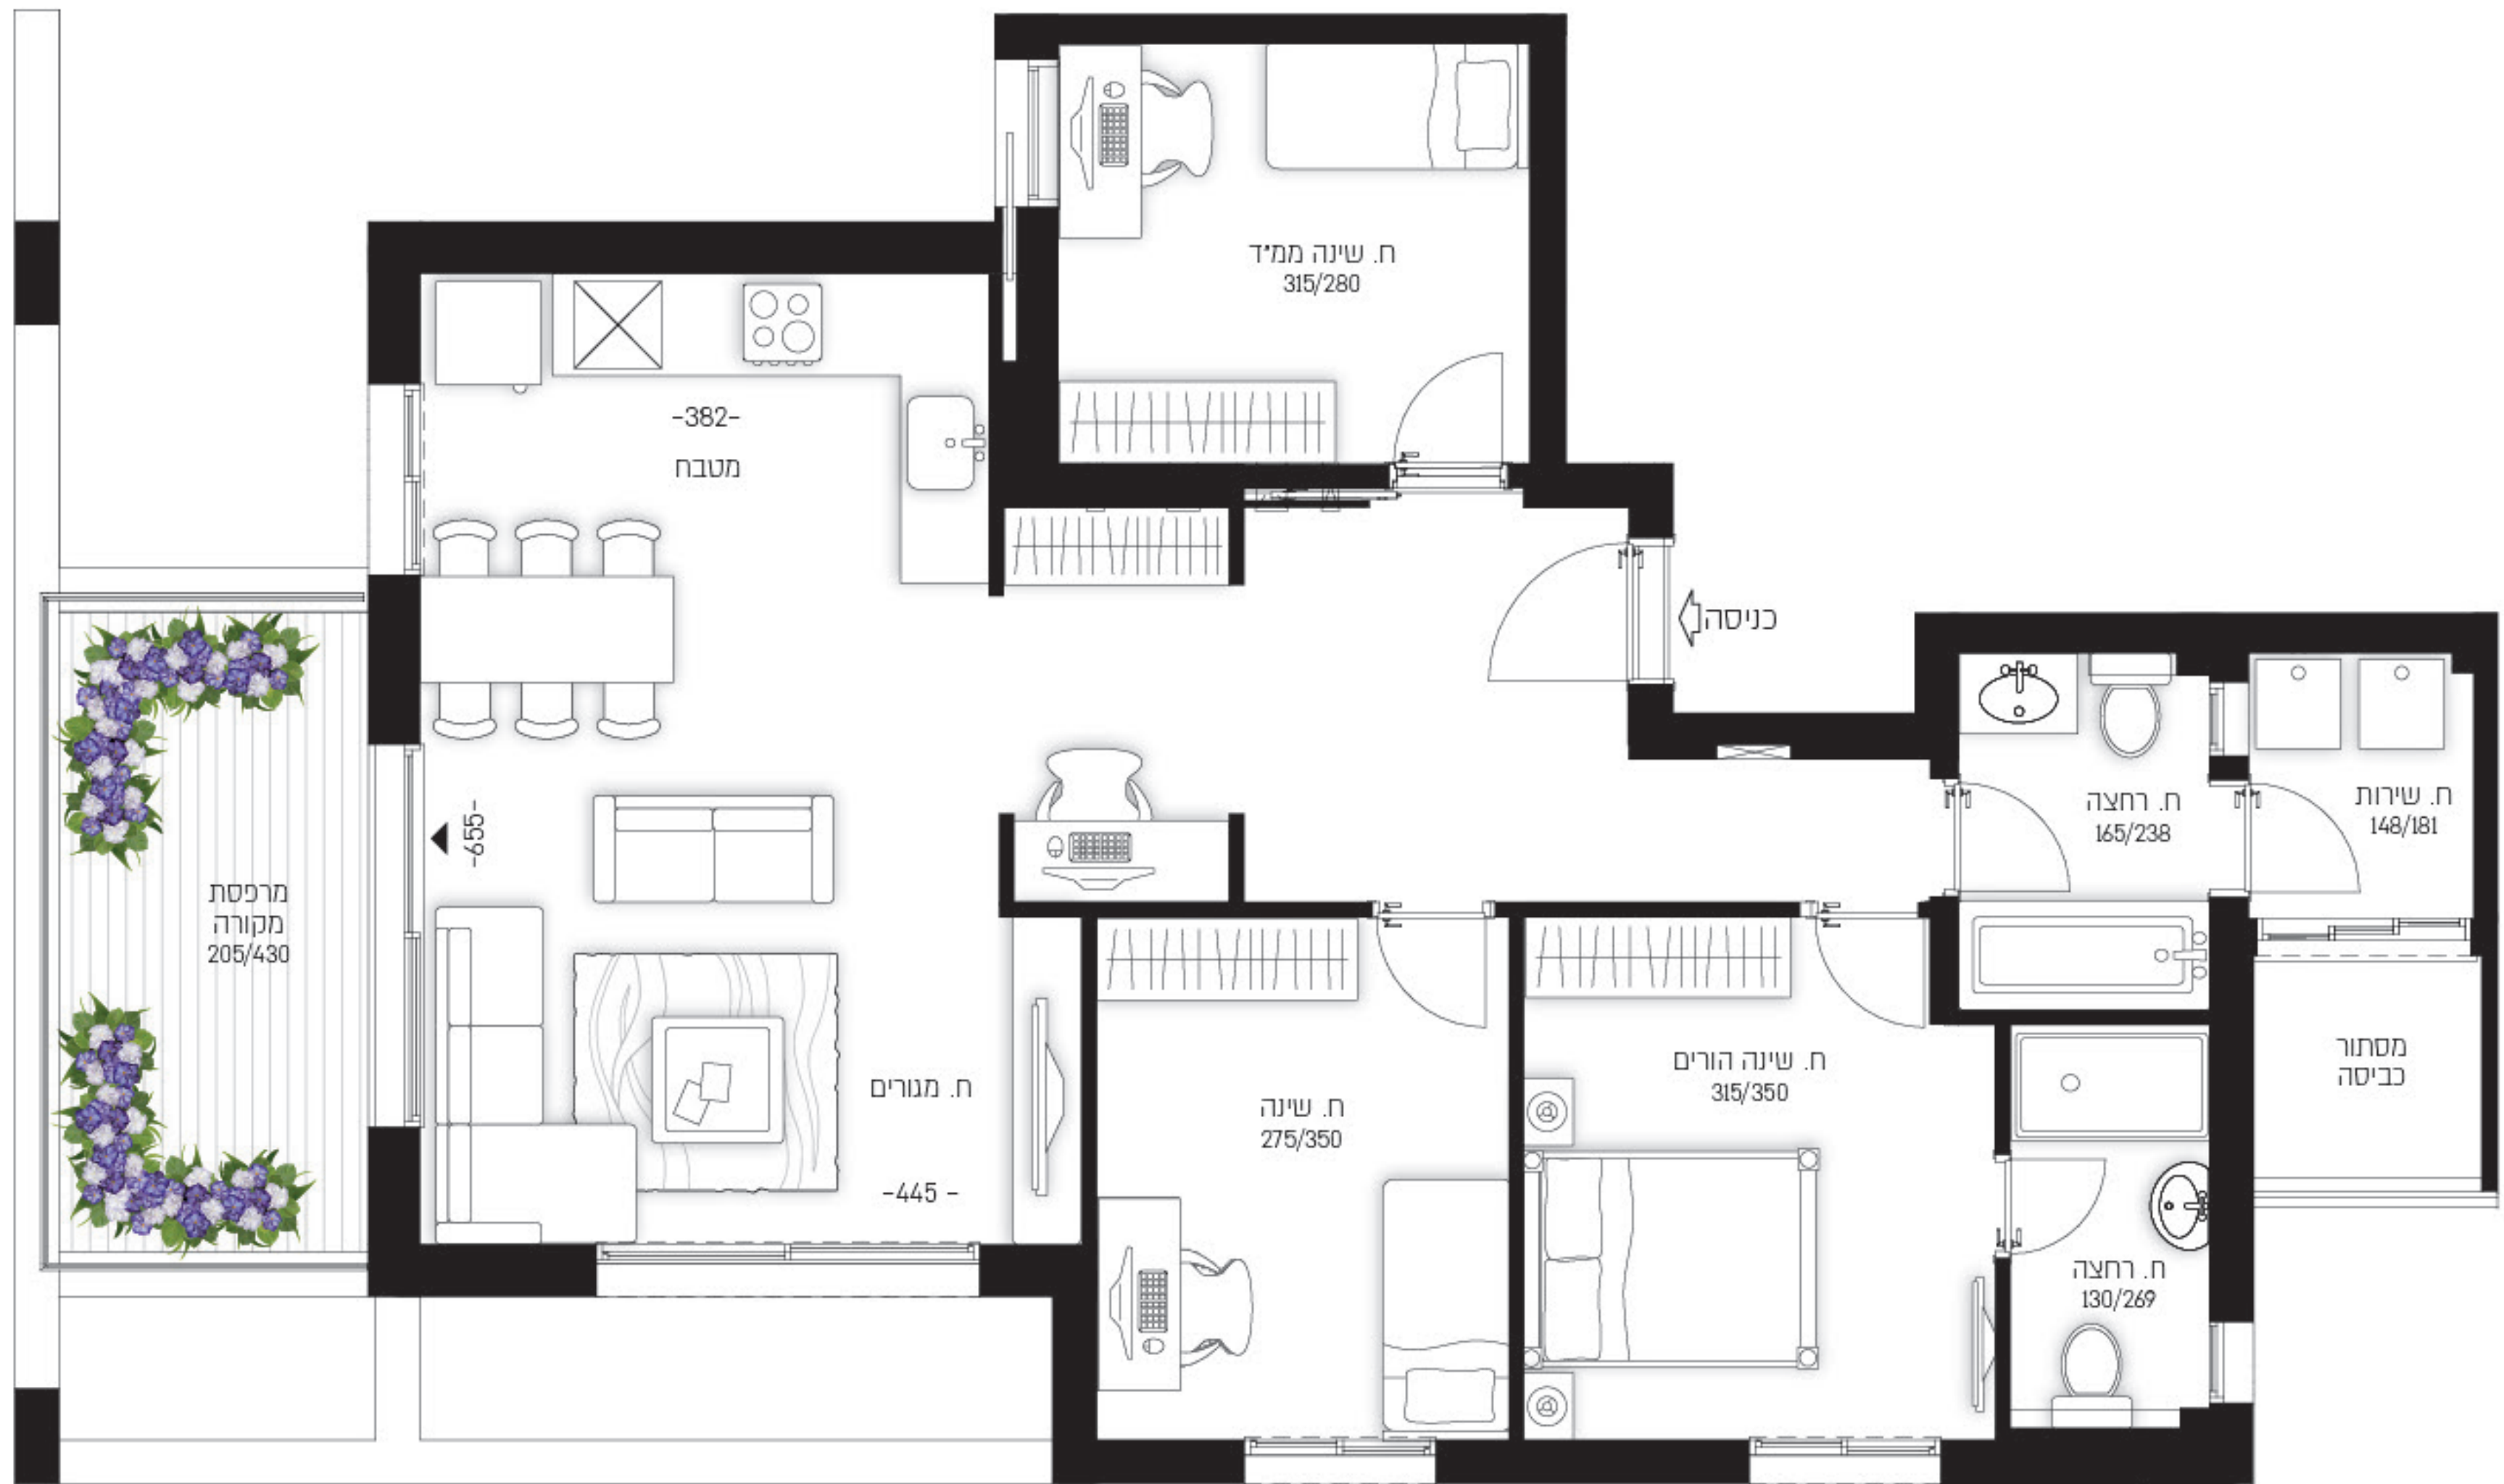 ח. שינה ממ"ד
315/280
-382-
מטבח
כניסה
ח. רחצה
165/238
ח. שירות
148/181
-655-
מרפסת
מקורה
205/430
ח. מגורים
-445 -
ח. שינה
275/350
ח. שינה הורים
315/350
מסתור
כביסה
ח. רחצה
130/269